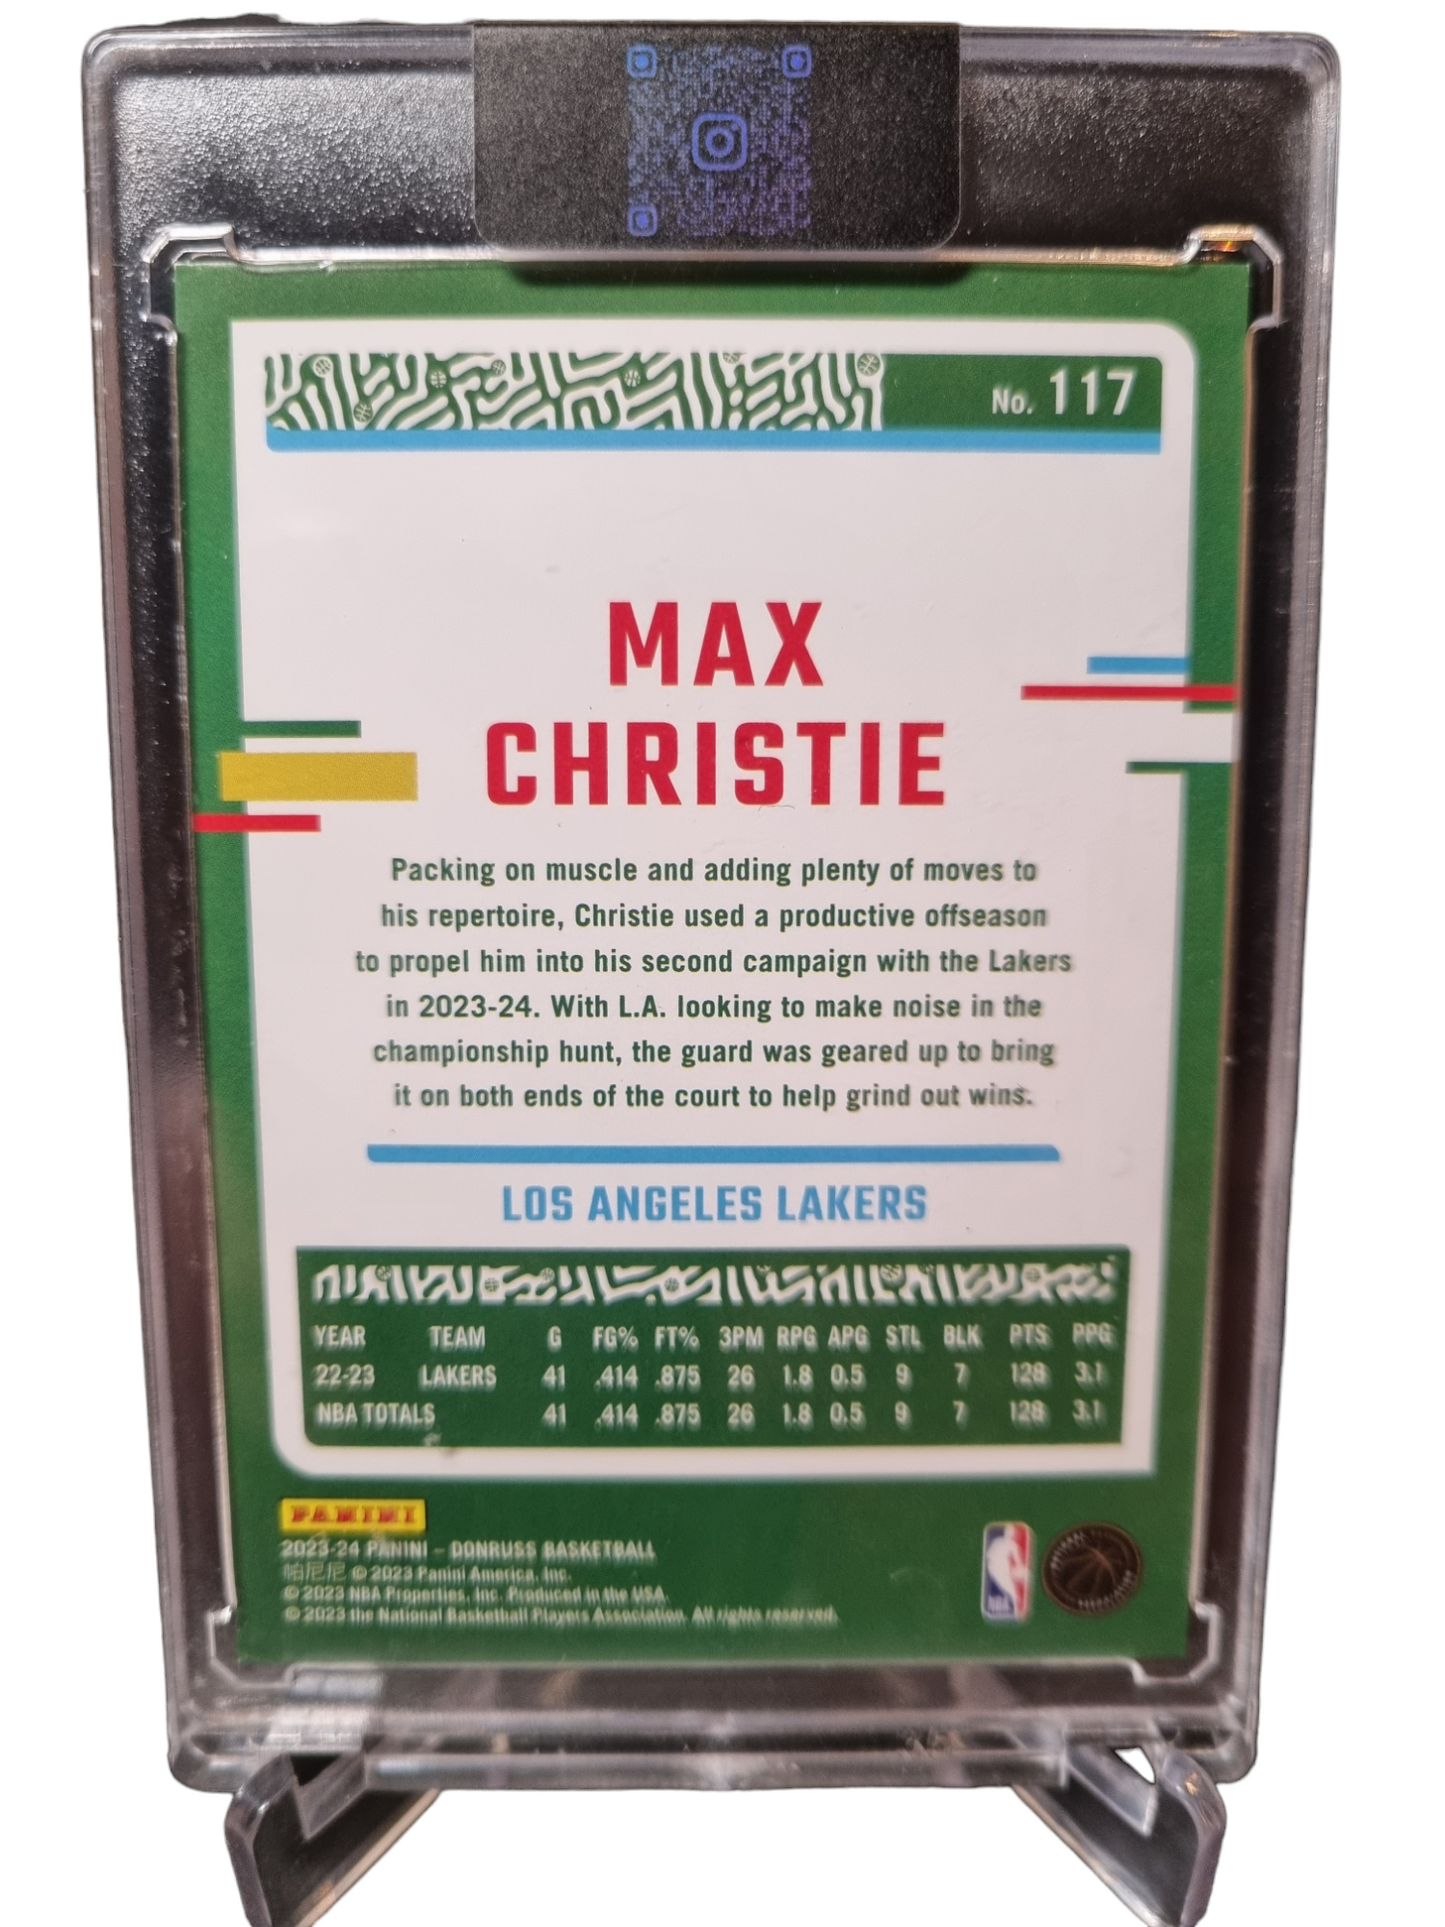 No. 117
MAX
CHRISTIE
Packing on muscle and adding plenty of moves to
his repertoire, Christie used a productive offseason
to propel him into his second campaign with the Lakers
in 2023-24. With L.A. looking to make noise in the
championship hunt, the guard was geared up to bring
it on both ends of the court to help grind out wins.
LOS ANGELES LAKERS
YEAR TEAM G FG% FT% 3PM RPG APG STL BLK PTS PPG
22-23 LAKERS 41 .414 .875 26 1.8 0.5 9 7 128 3.1
NBA TOTALS 41 .414 .875 26 1.8 0.5 9 7 128 3.1
PANINI
2023-24 PANINI – DONRUSS BASKETBALL
帕尼尼 © 2023 Panini America, Inc.
© 2023 NBA Properties, Inc. Produced in the USA.
© 2023 the National Basketball Players Association. All rights reserved.
NBA